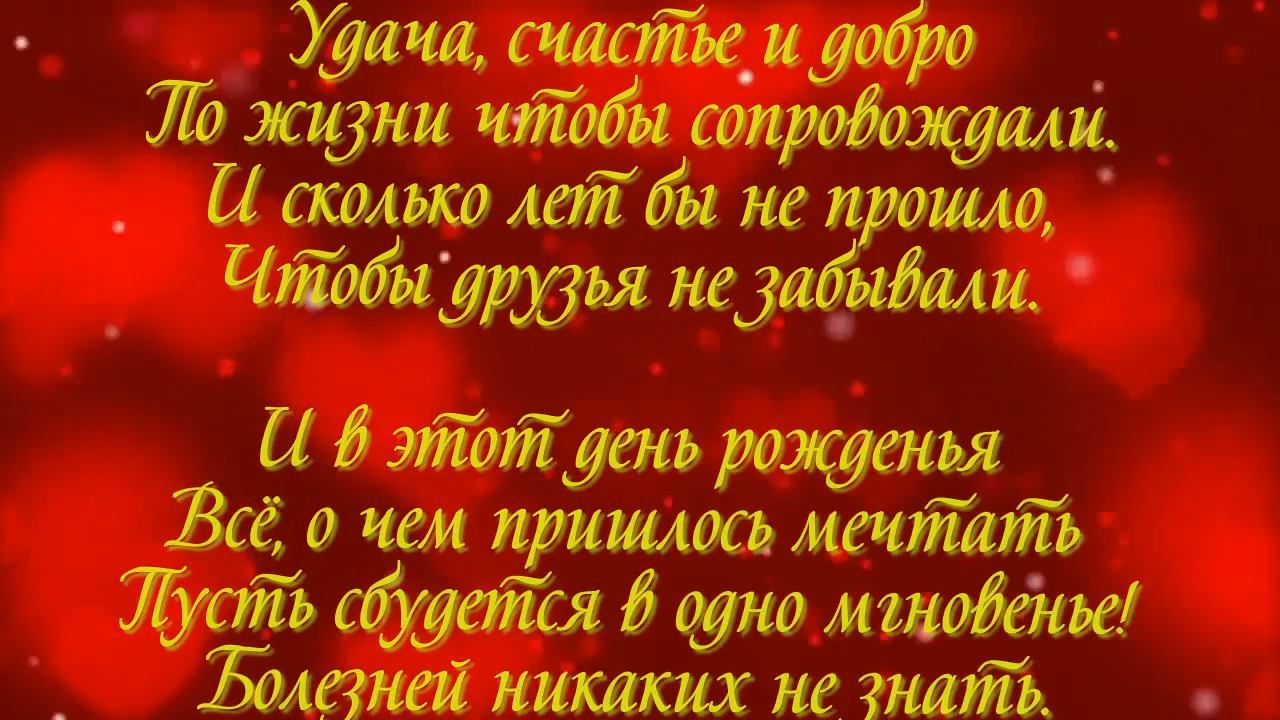 Удача, счастье и добро
По жизни чтобы сопровождали.
И сколько лет бы не прошло,
Чтобы друзья не забывали.
И в этот день рожденья
Всё, о чем пришлось мечтать
Пусть сбудется в одно мгновенье!
Болезней никаких не знать.